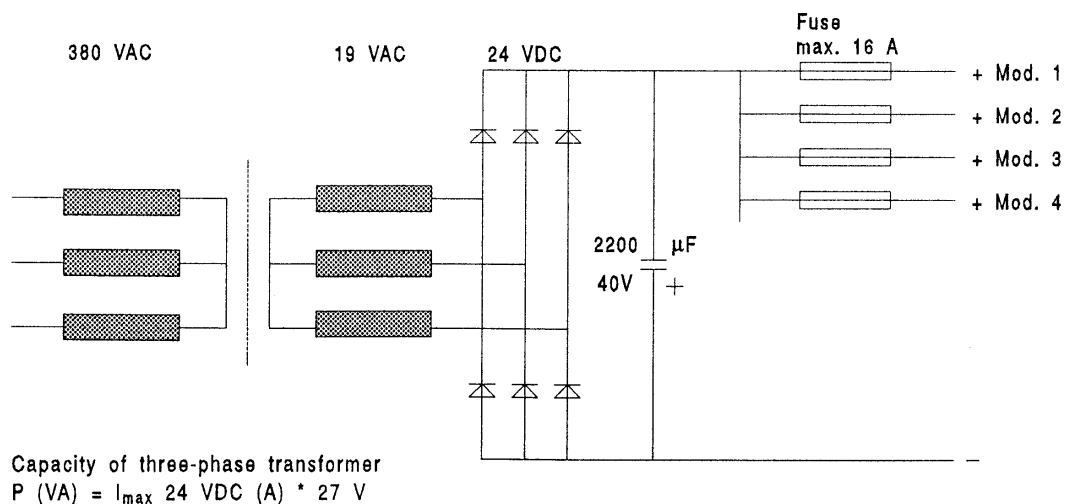 380 VAC
19 VAC
24 VDC
Fuse
max. 16 A
+ Mod. 1
+ Mod. 2
+ Mod. 3
+ Mod. 4
2200 µF
40V +
-
Capacity of three-phase transformer
P (VA) = Imax 24 VDC (A) * 27 V